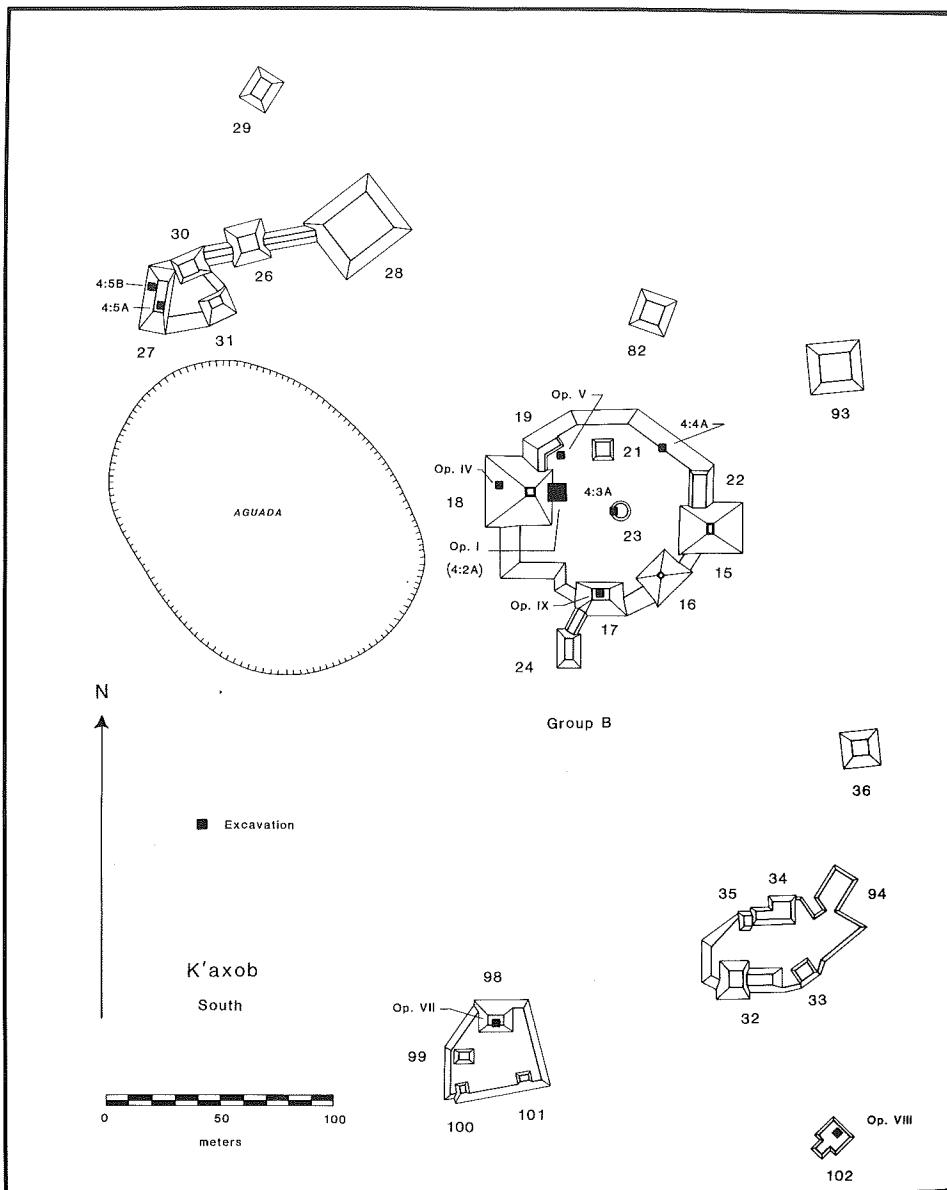 29
30
26
28
4:5B
4:5A
27
31
82
93
Op. V
19
4:4A
21
22
Op. IV
18
4:3A
AGUADA
23
Op. I
(4:2A)
15
16
Op. IX
17
24
N
Group B
36
Excavation
34
35
94
K'axob
South
98
Op. VII
33
32
99
101
100
0 50 100
meters
Op. VIII
102